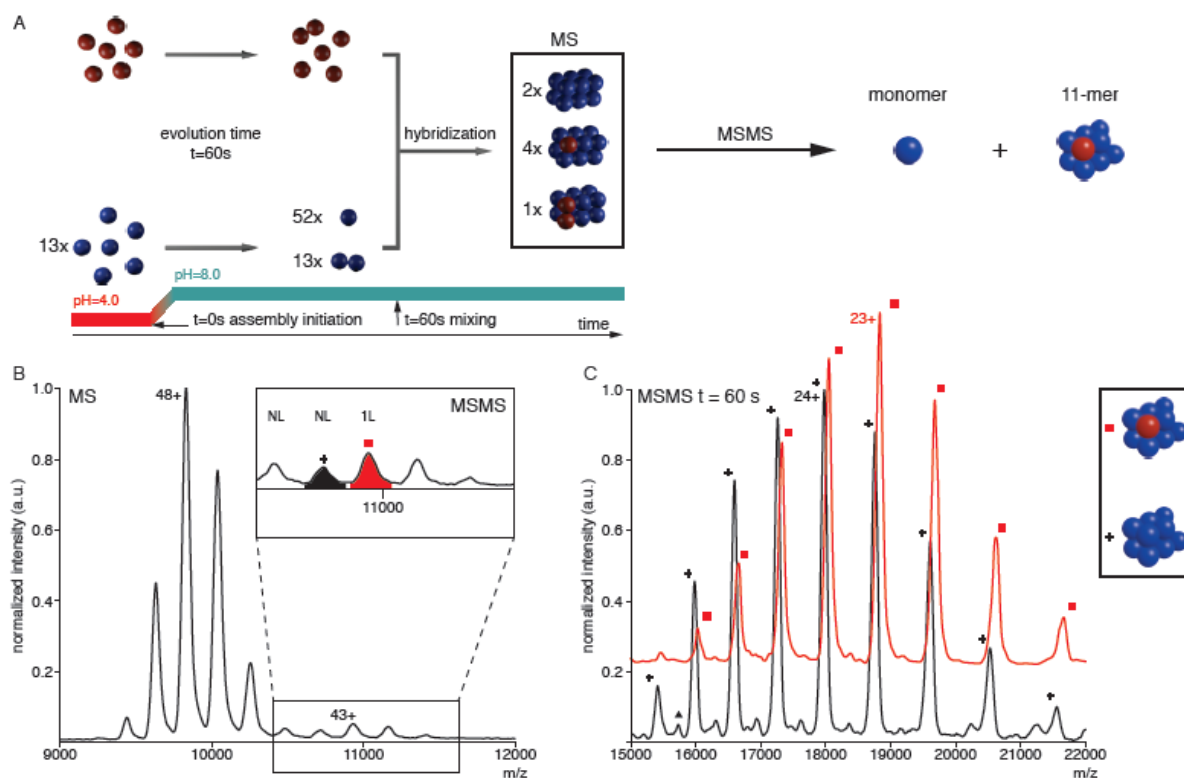 A
MS
2x
4x
1x
evolution time
t=60s
hybridization
MSMS
monomer
+
11-mer
13x
52x
13x
pH=4.0
pH=8.0
t=0s assembly initiation
t=60s mixing
time
B
MS
normalized intensity (a.u.)
1.0
0.8
0.6
0.4
0.2
48+
43+
MSMS
NL
NL
1L
11000
9000
10000
11000
12000
m/z
C
MSMS t = 60 s
normalized intensity (a.u.)
1.0
0.8
0.6
0.4
0.2
23+
24+
15000
16000
17000
18000
19000
20000
21000
22000
m/z